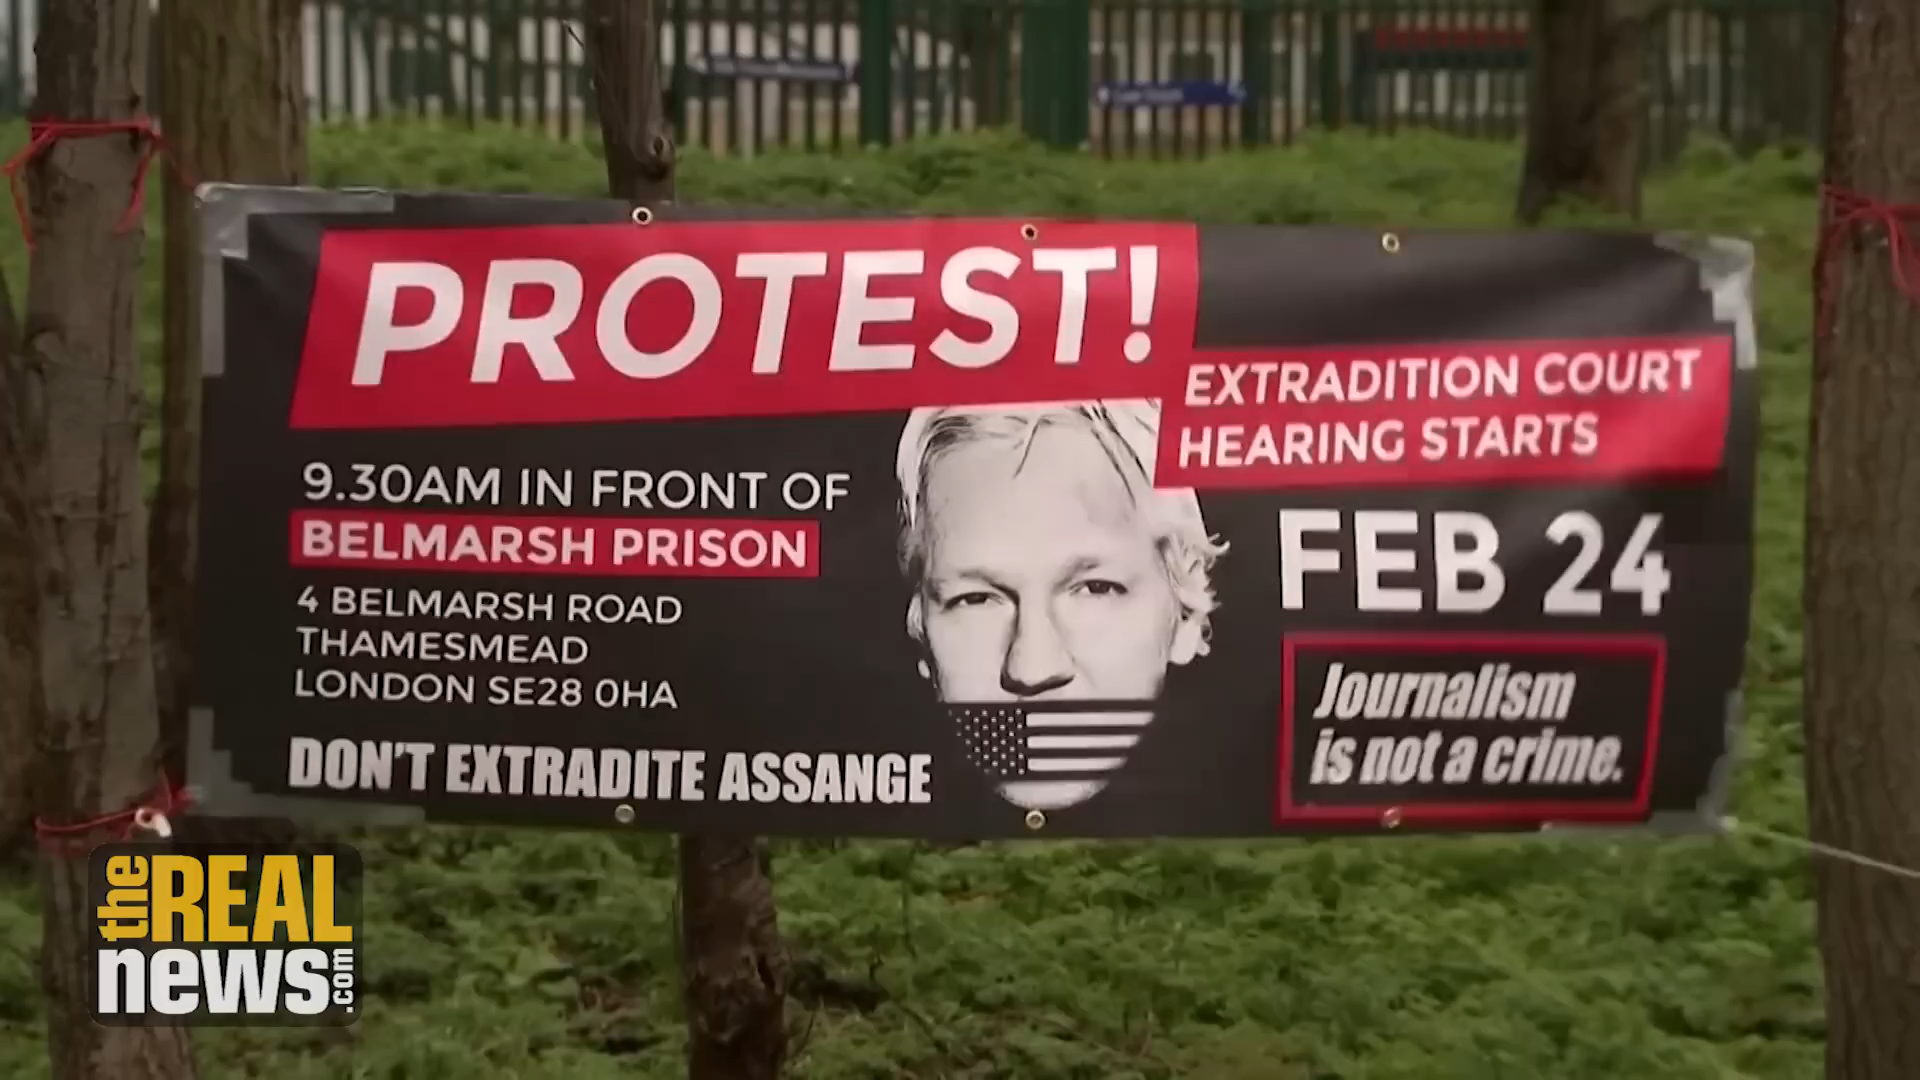 PROTEST!
EXTRADITION COURT
HEARING STARTS
FEB 24
9.30AM IN FRONT OF
BELMARSH PRISON
4 BELMARSH ROAD
THAMESMEAD
LONDON SE28 0HA
DON'T EXTRADITE ASSANGE
Journalism
is not a crime.
the REAL
news.com